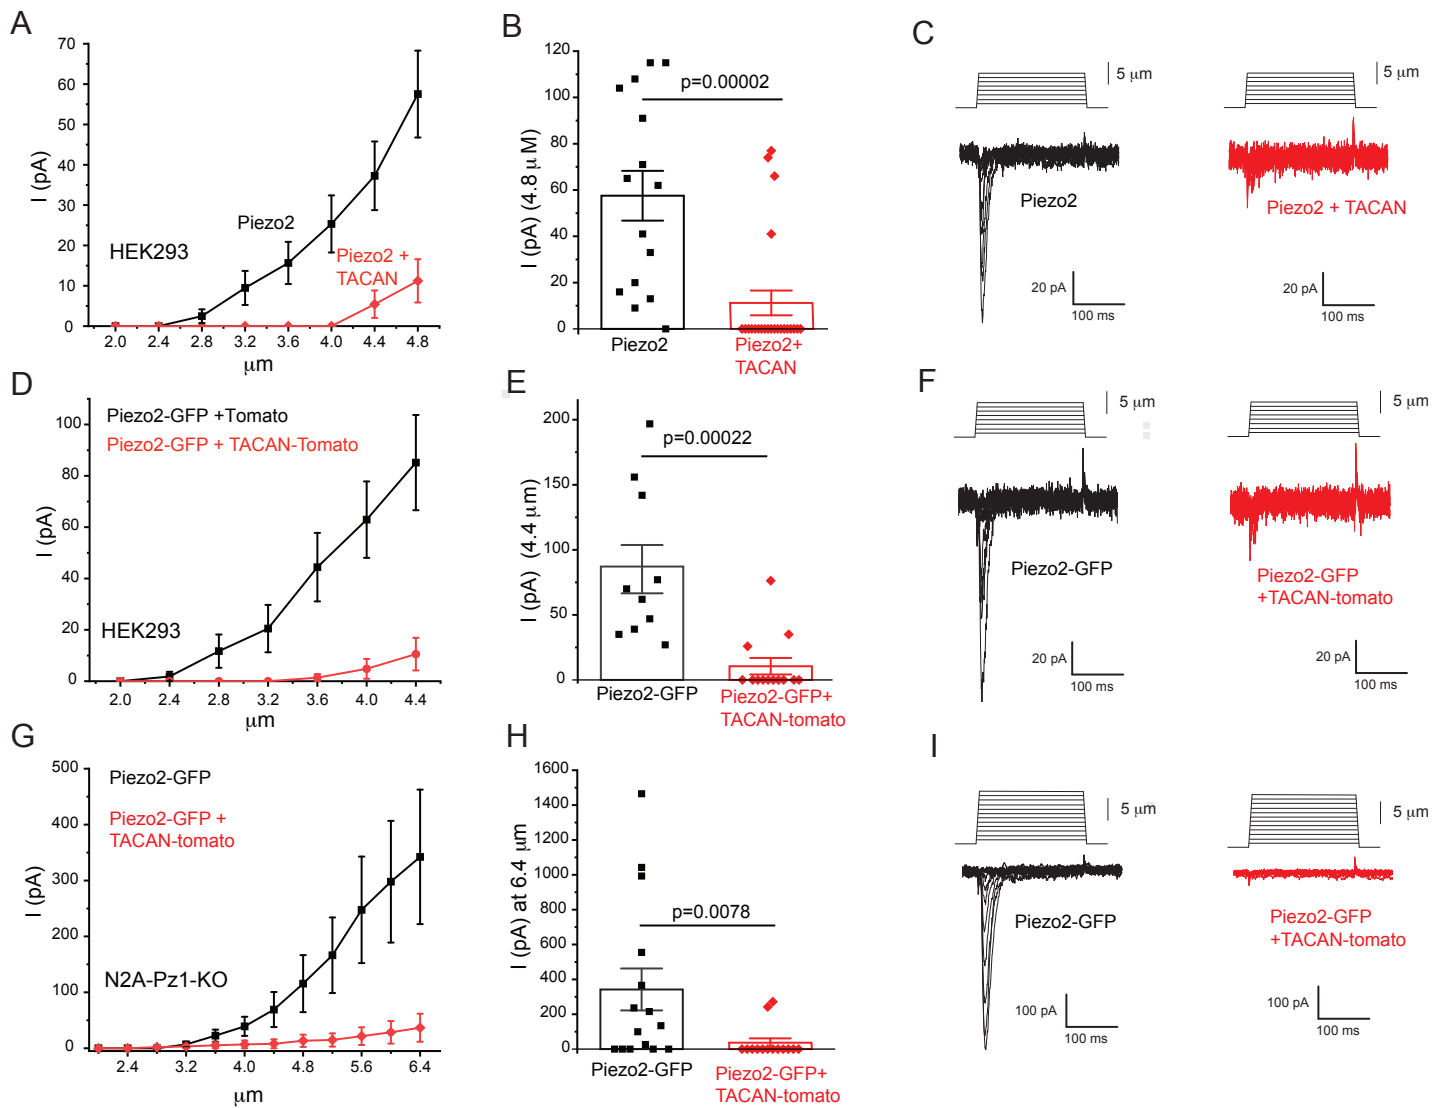 A
70
60
50
40
30
20
10
0
I (pA)
HEK293
Piezo2
Piezo2 +
TACAN
2.0 2.4 2.8 3.2 3.6 4.0 4.4 4.8
μm
B
120
100
80
60
40
20
0
I (pA) (4.8 μM)
p=0.00002
Piezo2
Piezo2+
TACAN
C
5 μm
5 μm
Piezo2
Piezo2 + TACAN
20 pA
100 ms
20 pA
100 ms
D
100
80
60
40
20
0
I (pA)
Piezo2-GFP +Tomato
Piezo2-GFP + TACAN-Tomato
HEK293
2.0 2.4 2.8 3.2 3.6 4.0 4.4
μm
E
200
150
100
50
0
I (pA) (4.4 μm)
p=0.00022
Piezo2-GFP
Piezo2-GFP+
TACAN-tomato
F
5 μm
5 μm
Piezo2-GFP
Piezo2-GFP
+TACAN-tomato
20 pA
100 ms
20 pA
100 ms
G
500
400
300
200
100
0
I (pA)
Piezo2-GFP
Piezo2-GFP +
TACAN-tomato
N2A-Pz1-KO
2.4 3.2 4.0 4.8 5.6 6.4
μm
H
1600
1400
1200
1000
800
600
400
200
0
I (pA) at 6.4 μm
p=0.0078
Piezo2-GFP
Piezo2-GFP+
TACAN-tomato
I
5 μm
5 μm
Piezo2-GFP
Piezo2-GFP
+TACAN-tomato
100 pA
100 ms
100 pA
100 ms